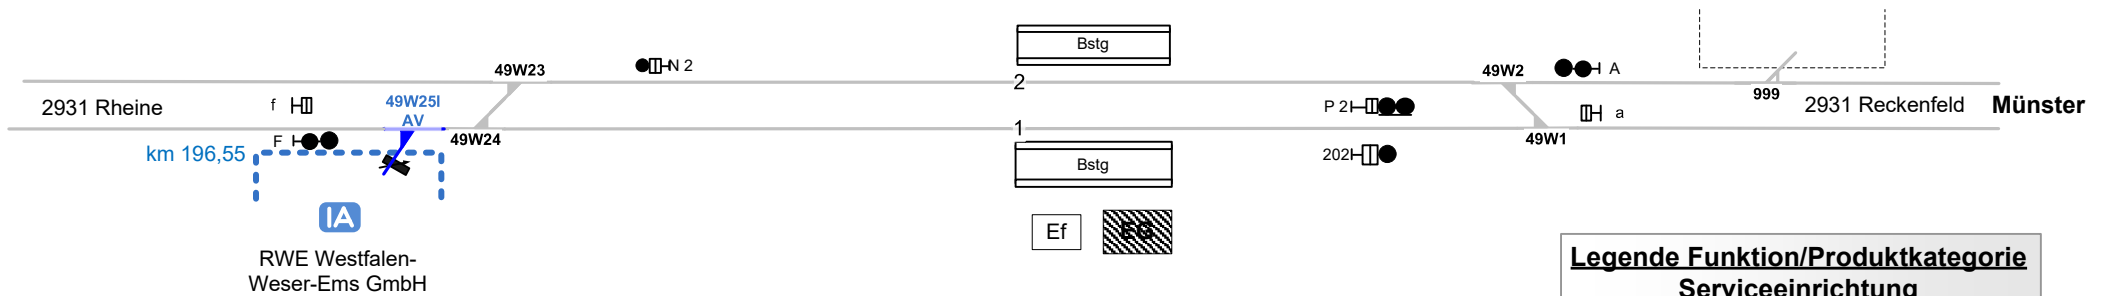 Bstg
N 2
49W23
2
49W2
A
2931 Rheine
f
49W25I
AV
P 2
a
999
2931 Reckenfeld
Münster
1
F
49W24
49W1
km 196,55
Bstg
202
IA
Ef
EG
RWE Westfalen-
Weser-Ems GmbH
Legende Funktion/Produktkategorie
Serviceeinrichtung